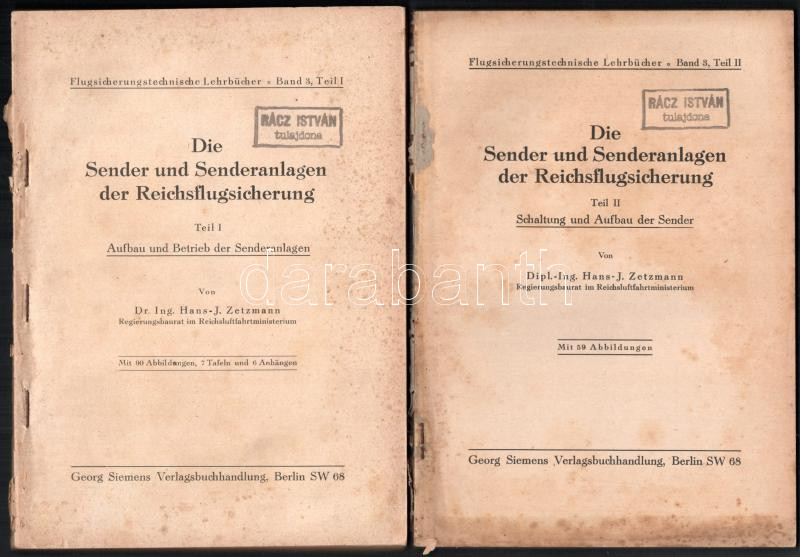 Flugsicherungstechnische Lehrbücher • Band 3, Teil I
RÁCZ ISTVÁN
tulajdona
Die
Sender und Senderanlagen
der Reichsflugsicherung
Teil I
Aufbau und Betrieb der Senderanlagen
Von
Dr. Ing. Hans-J. Zetzmann
Regierungsbaurat im Reichsluftfahrtministerium
Mit 90 Abbildungen, 7 Tafeln und 6 Anhängen
Georg Siemens Verlagsbuchhandlung, Berlin SW 68
Flugsicherungstechnische Lehrbücher • Band 3, Teil II
RÁCZ ISTVÁN
tulajdona
Die
Sender und Senderanlagen
der Reichsflugsicherung
Teil II
Schaltung und Aufbau der Sender
Von
Dipl.-Ing. Hans-J. Zetzmann
Regierungsbaurat im Reichsluftfahrtministerium
Mit 59 Abbildungen
Georg Siemens Verlagsbuchhandlung, Berlin SW 68
darabanth